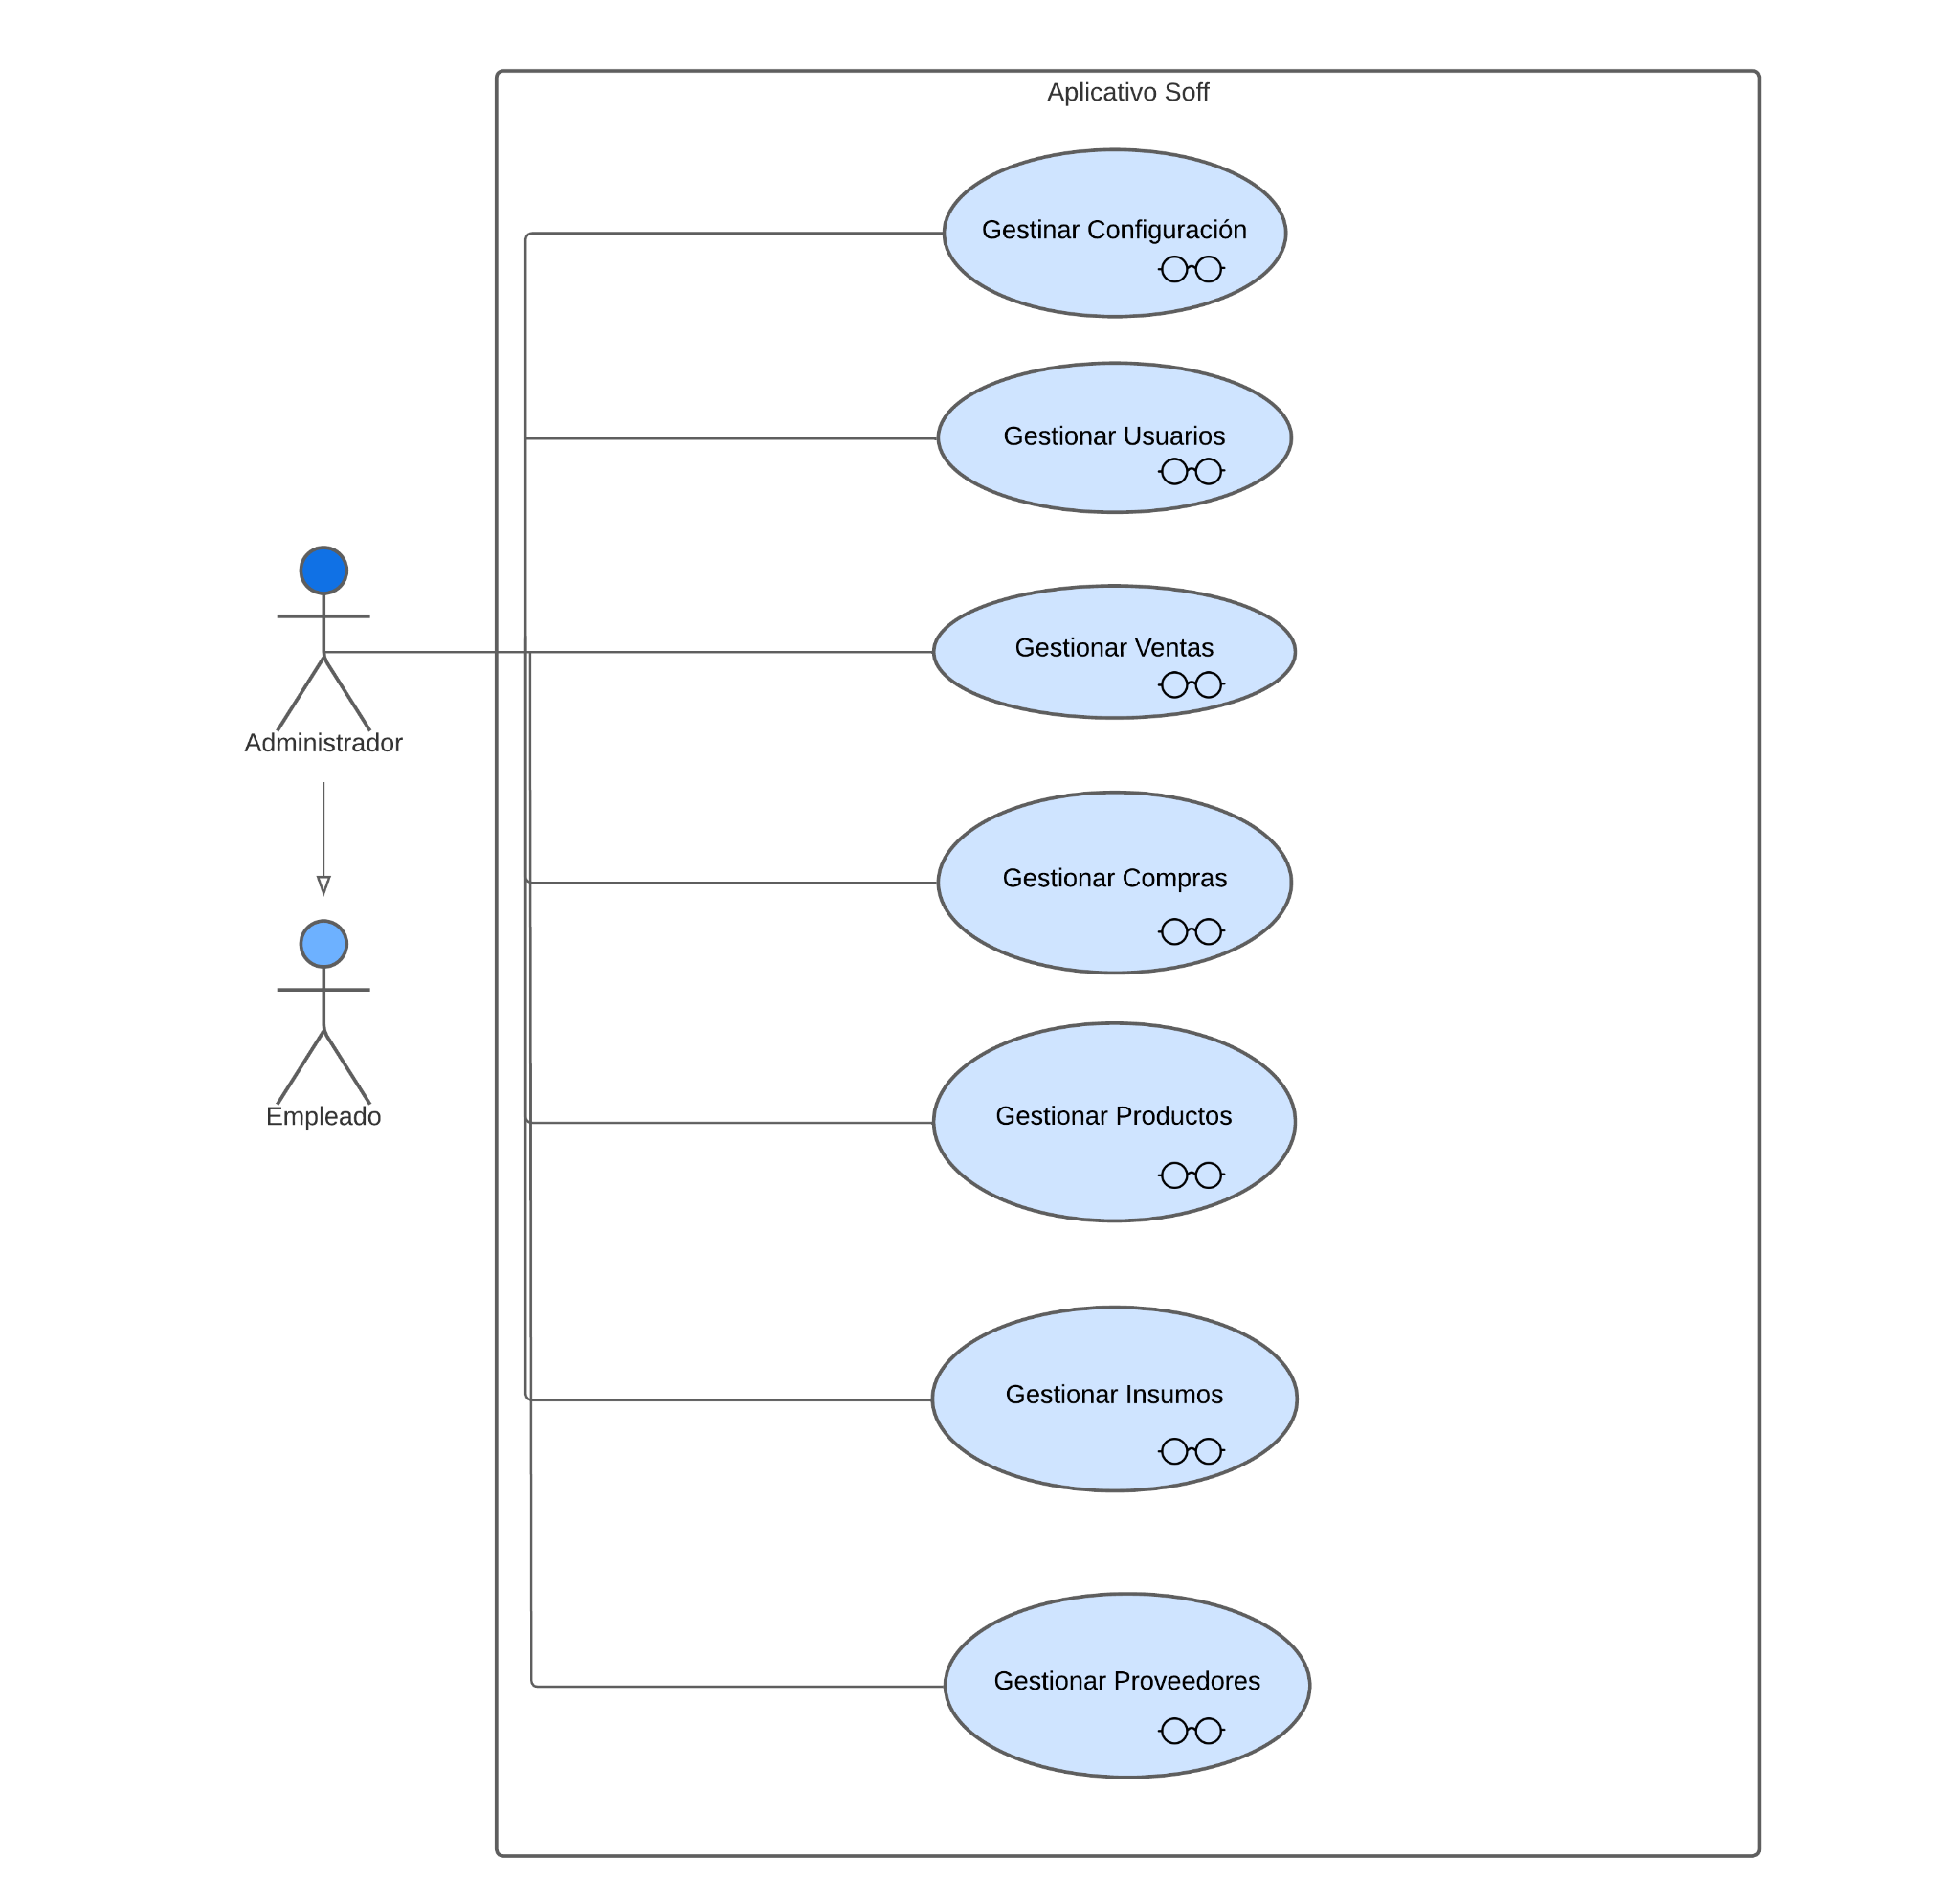 Aplicativo Soff
Gestinar Configuración
Gestionar Usuarios
Gestionar Ventas
Administrador
Gestionar Compras
Empleado
Gestionar Productos
Gestionar Insumos
Gestionar Proveedores